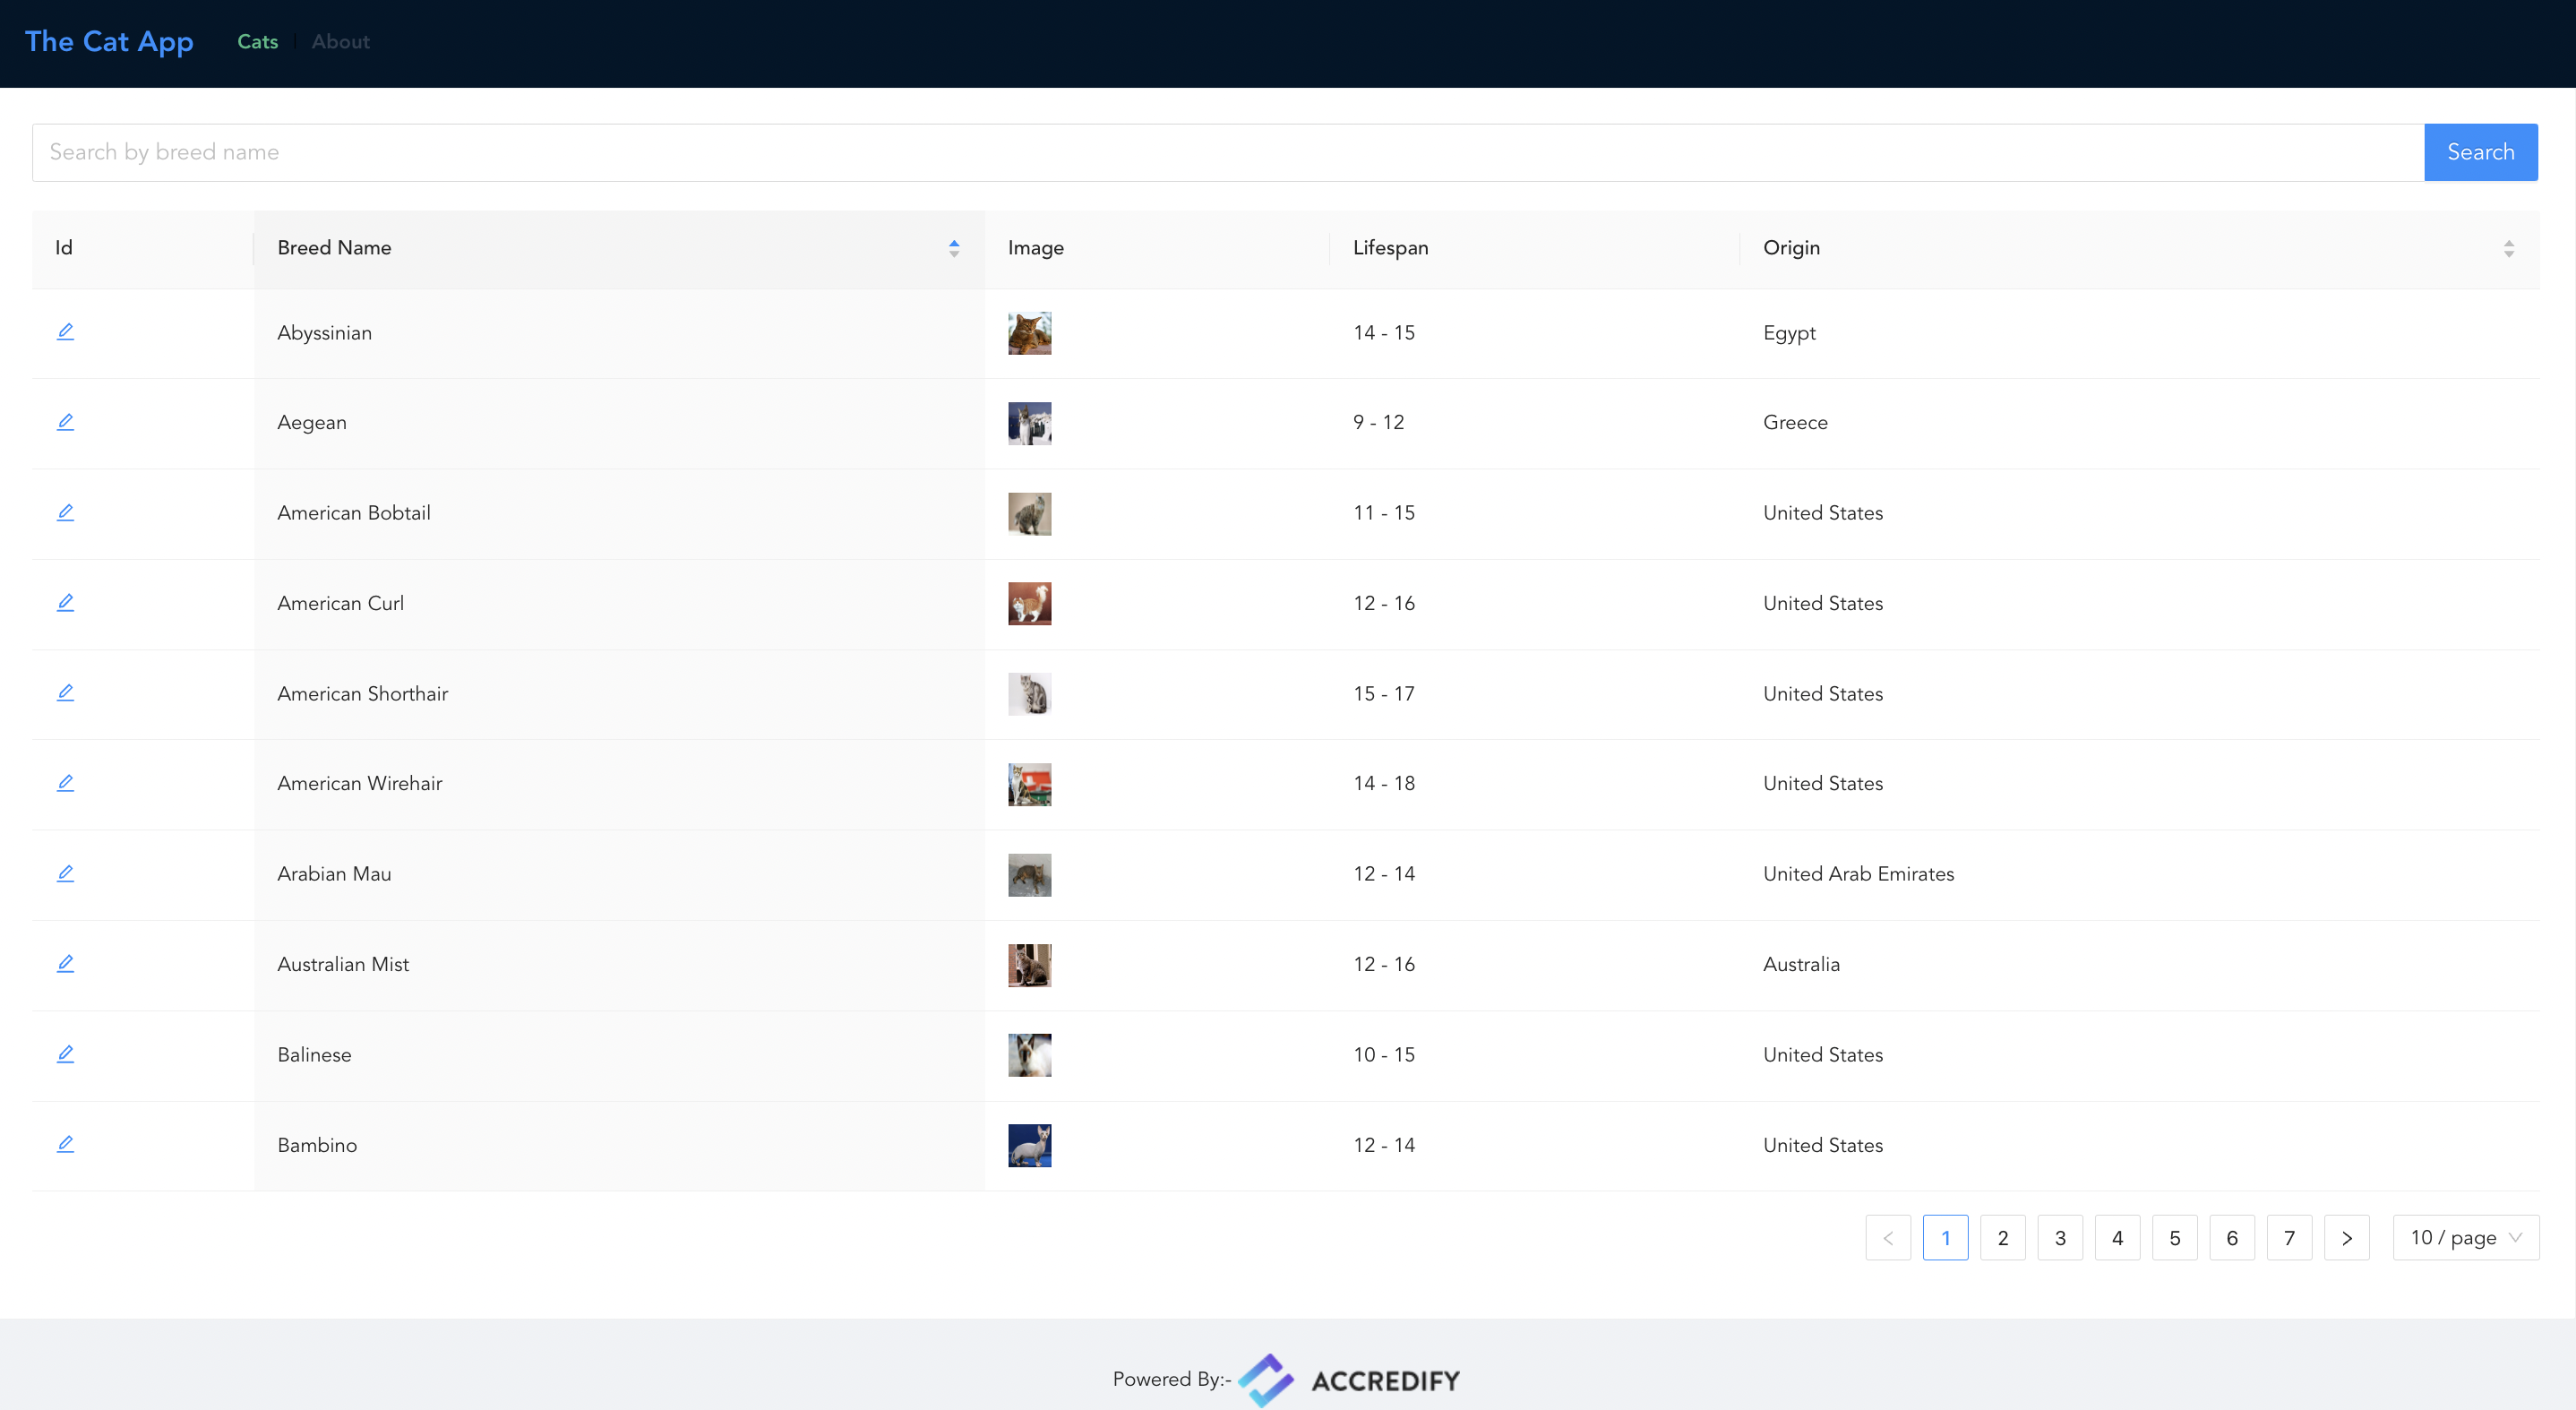 The Cat App Cats About
Search by breed name Search
Id Breed Name Image Lifespan Origin
Abyssinian 14 - 15 Egypt
Aegean 9 - 12 Greece
American Bobtail 11 - 15 United States
American Curl 12 - 16 United States
American Shorthair 15 - 17 United States
American Wirehair 14 - 18 United States
Arabian Mau 12 - 14 United Arab Emirates
Australian Mist 12 - 16 Australia
Balinese 10 - 15 United States
Bambino 12 - 14 United States
< 1 2 3 4 5 6 7 > 10 / page
Powered By:- ACCREDIFY